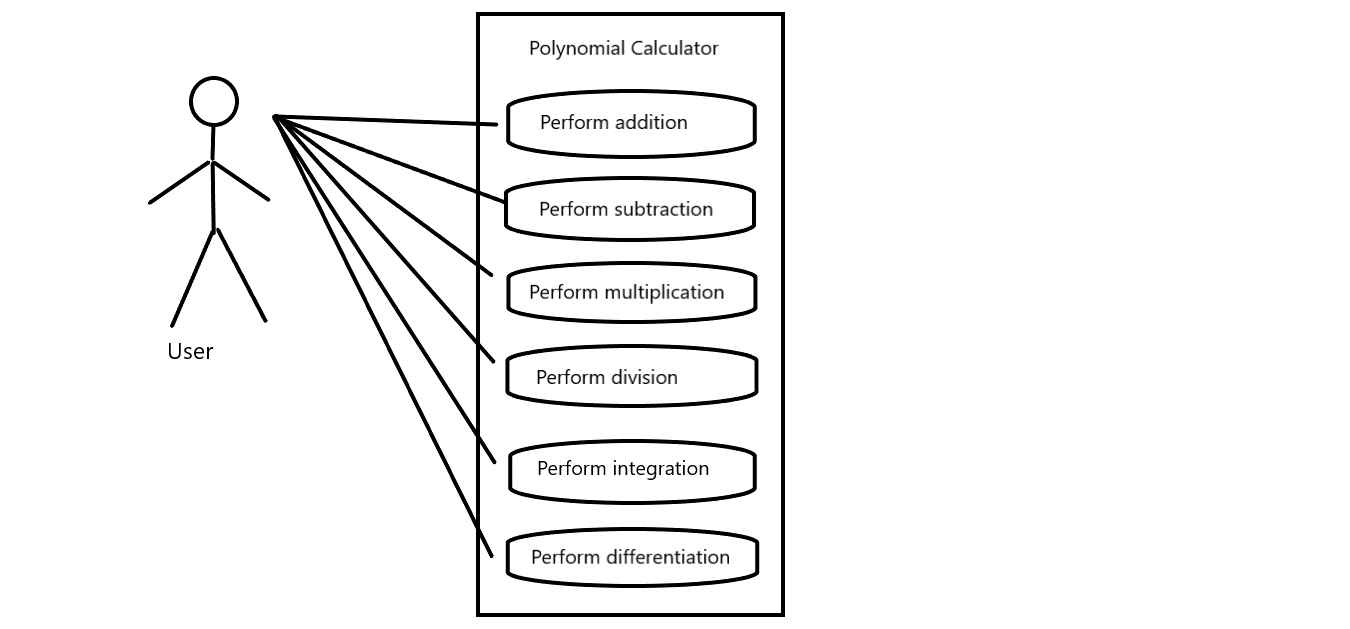 Polynomial Calculator
Perform addition
Perform subtraction
Perform multiplication
Perform division
Perform integration
Perform differentiation
User